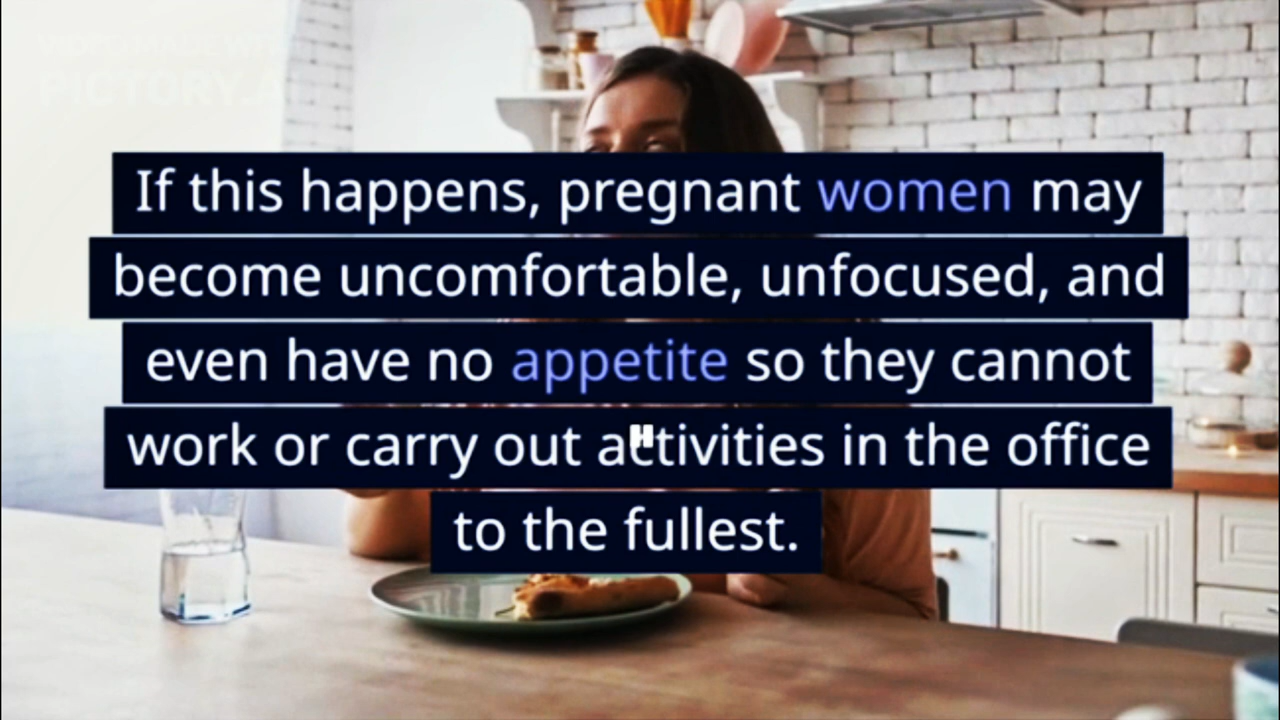 PICTORY.A
If this happens, pregnant women may
become uncomfortable, unfocused, and
even have no appetite so they cannot
work or carry out activities in the office
to the fullest.